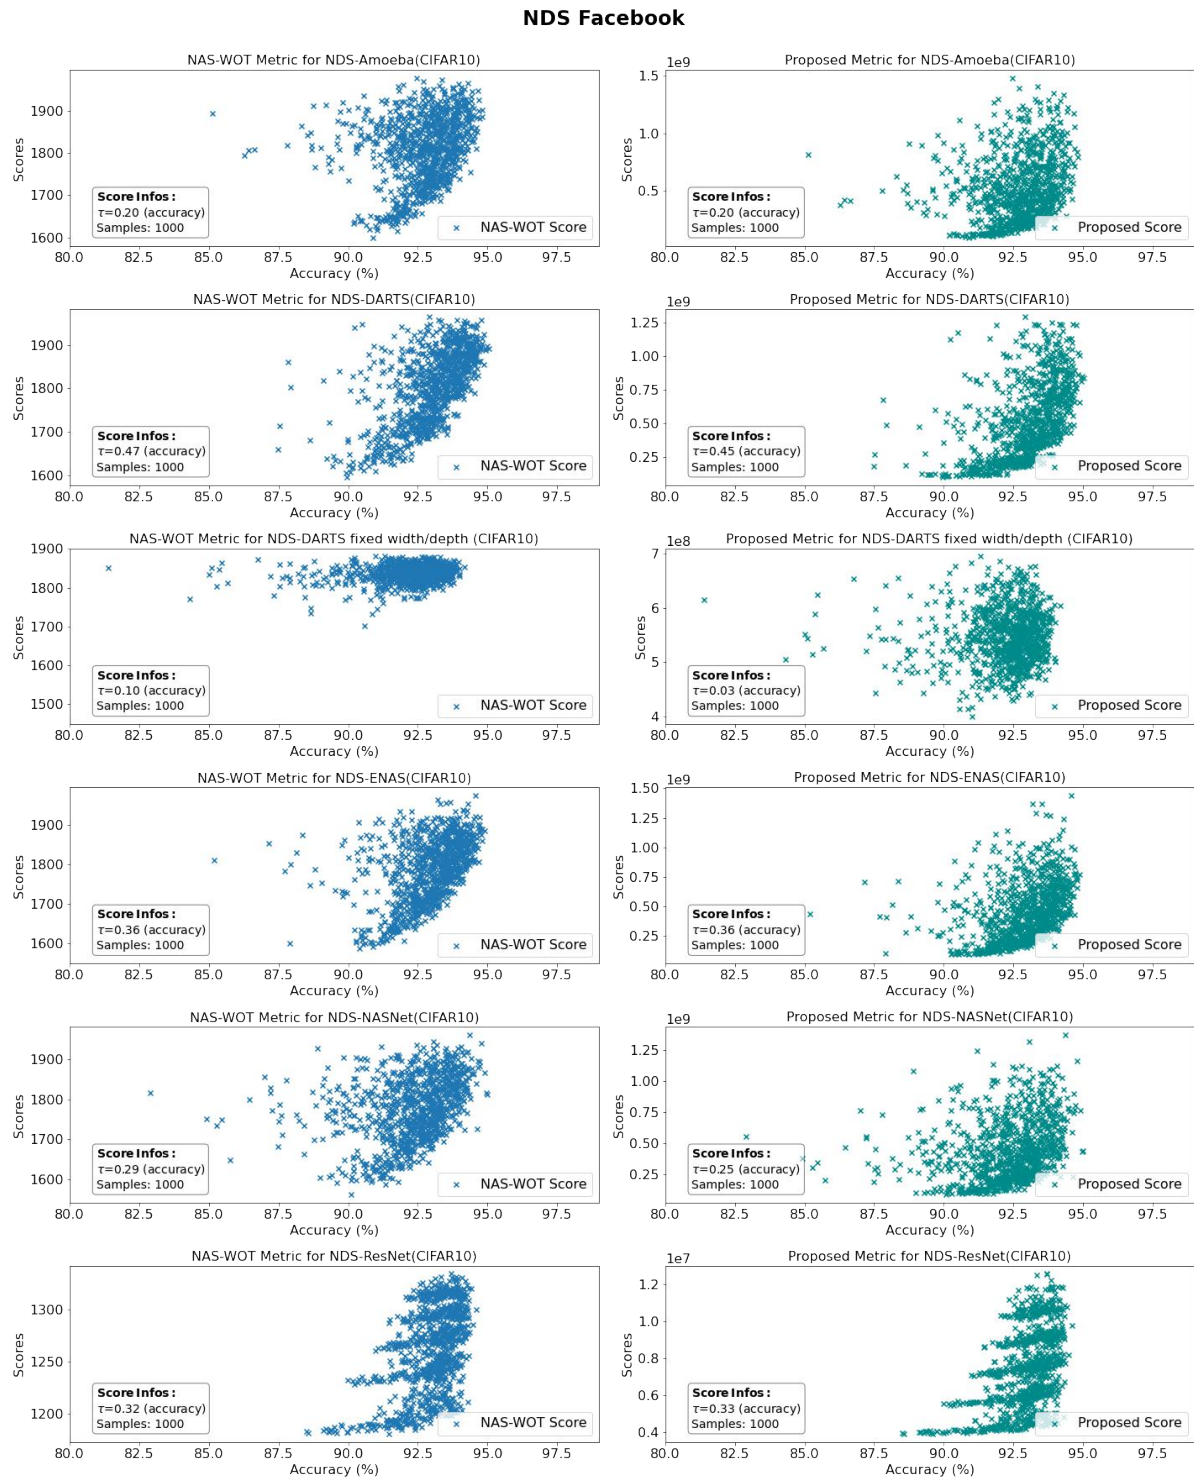 NDS Facebook
NAS-WOT Metric for NDS-Amoeba(CIFAR10)
Scores
1900
1800
1700
1600
Score Infos:
τ=0.20 (accuracy)
Samples: 1000
NAS-WOT Score
80.0 82.5 85.0 87.5 90.0 92.5 95.0 97.5
Accuracy (%)
Proposed Metric for NDS-Amoeba(CIFAR10)
1e9
Scores
1.5
1.0
0.5
Score Infos:
τ=0.20 (accuracy)
Samples: 1000
Proposed Score
80.0 82.5 85.0 87.5 90.0 92.5 95.0 97.5
Accuracy (%)
NAS-WOT Metric for NDS-DARTS(CIFAR10)
Scores
1900
1800
1700
1600
Score Infos:
τ=0.47 (accuracy)
Samples: 1000
NAS-WOT Score
80.0 82.5 85.0 87.5 90.0 92.5 95.0 97.5
Accuracy (%)
Proposed Metric for NDS-DARTS(CIFAR10)
1e9
Scores
1.25
1.00
0.75
0.50
0.25
Score Infos:
τ=0.45 (accuracy)
Samples: 1000
Proposed Score
80.0 82.5 85.0 87.5 90.0 92.5 95.0 97.5
Accuracy (%)
NAS-WOT Metric for NDS-DARTS fixed width/depth (CIFAR10)
Scores
1900
1800
1700
1600
1500
Score Infos:
τ=0.10 (accuracy)
Samples: 1000
NAS-WOT Score
80.0 82.5 85.0 87.5 90.0 92.5 95.0 97.5
Accuracy (%)
Proposed Metric for NDS-DARTS fixed width/depth (CIFAR10)
1e8
Scores
7
6
5
4
Score Infos:
τ=0.03 (accuracy)
Samples: 1000
Proposed Score
80.0 82.5 85.0 87.5 90.0 92.5 95.0 97.5
Accuracy (%)
NAS-WOT Metric for NDS-ENAS(CIFAR10)
Scores
1900
1800
1700
1600
Score Infos:
τ=0.36 (accuracy)
Samples: 1000
NAS-WOT Score
80.0 82.5 85.0 87.5 90.0 92.5 95.0 97.5
Accuracy (%)
Proposed Metric for NDS-ENAS(CIFAR10)
1e9
Scores
1.50
1.25
1.00
0.75
0.50
0.25
Score Infos:
τ=0.36 (accuracy)
Samples: 1000
Proposed Score
80.0 82.5 85.0 87.5 90.0 92.5 95.0 97.5
Accuracy (%)
NAS-WOT Metric for NDS-NASNet(CIFAR10)
Scores
1900
1800
1700
1600
Score Infos:
τ=0.29 (accuracy)
Samples: 1000
NAS-WOT Score
80.0 82.5 85.0 87.5 90.0 92.5 95.0 97.5
Accuracy (%)
Proposed Metric for NDS-NASNet(CIFAR10)
1e9
Scores
1.25
1.00
0.75
0.50
0.25
Score Infos:
τ=0.25 (accuracy)
Samples: 1000
Proposed Score
80.0 82.5 85.0 87.5 90.0 92.5 95.0 97.5
Accuracy (%)
NAS-WOT Metric for NDS-ResNet(CIFAR10)
Scores
1300
1250
1200
Score Infos:
τ=0.32 (accuracy)
Samples: 1000
NAS-WOT Score
80.0 82.5 85.0 87.5 90.0 92.5 95.0 97.5
Accuracy (%)
Proposed Metric for NDS-ResNet(CIFAR10)
1e7
Scores
1.2
1.0
0.8
0.6
0.4
Score Infos:
τ=0.33 (accuracy)
Samples: 1000
Proposed Score
80.0 82.5 85.0 87.5 90.0 92.5 95.0 97.5
Accuracy (%)